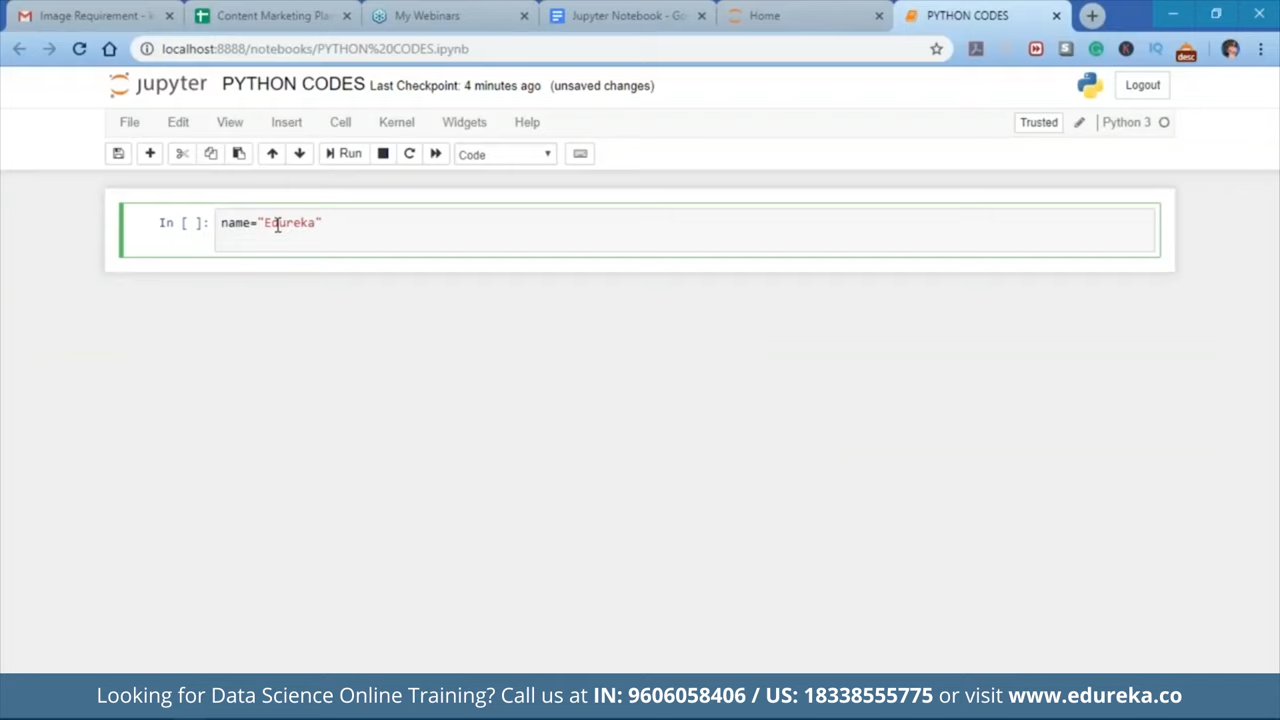 Image Requirement -
Content Marketing Pla
My Webinars
Jupyter Notebook - Go
Home
PYTHON CODES
localhost:8888/notebooks/PYTHON%20CODES.ipynb
IQ
desc
jupyter PYTHON CODES Last Checkpoint: 4 minutes ago (unsaved changes)
Logout
File Edit View Insert Cell Kernel Widgets Help
Trusted Python 3
Run
Code
In [ ]: name="Edureka"
Looking for Data Science Online Training? Call us at IN: 9606058406 / US: 18338555775 or visit www.edureka.co